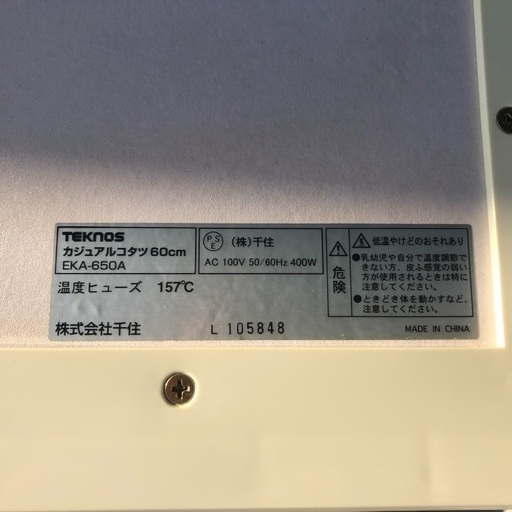 TEKNOS
カジュアルコタツ60cm
EKA-650A
PSE (株)千住
AC 100V 50/60Hz 400W
温度ヒューズ 157℃
株式会社千住
L 105848
危険
低温やけどのおそれあり
●乳幼児や自分で温度調節で
きない方、皮ふ感覚の弱い
方が使用されるときは特に
注意してください。
●ときどき体を動かすなど、
注意してください。
MADE IN CHINA